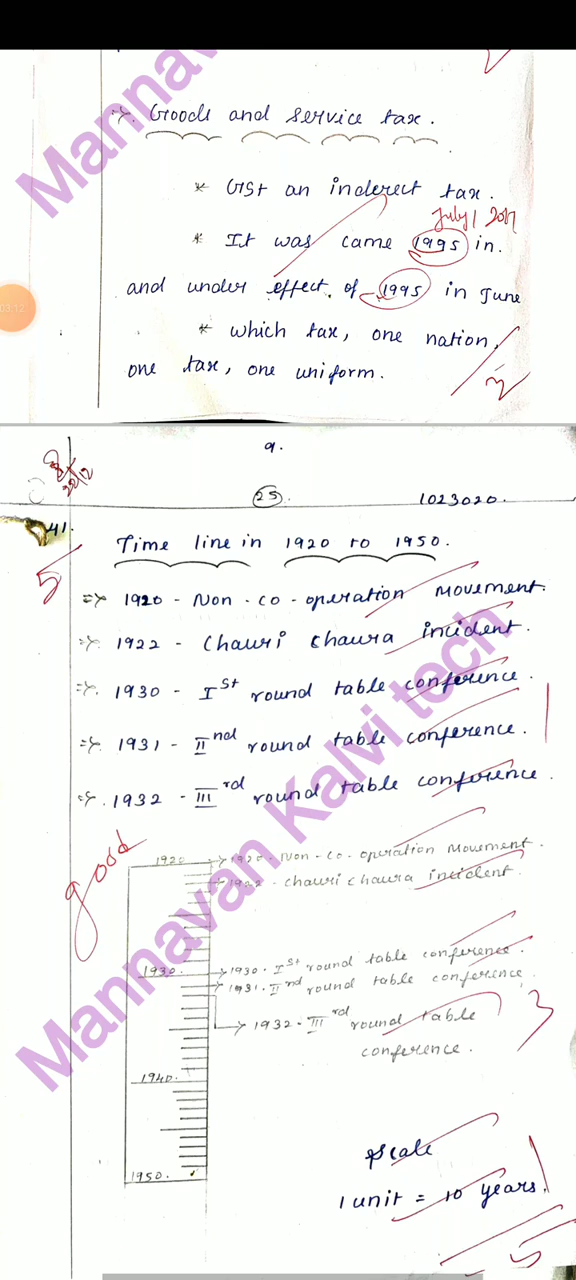 Goods and service tax.
* GST an inderect tax.
July 1 2017
* It was came 1995 in.
and under effect of 1995 in June
* which tax, one nation,
one tax, one uniform.
2
03:12
9.
22/12
25.
1023020.
41.
5
Time line in 1920 to 1950.
=> 1920 - Non-co-operation Movement.
=> 1922 - Chauri chaura incident.
=> 1930 - Ist round table conference.
=> 1931 - IInd round table conference.
=> 1932 - IIIrd round table conference.
good
1920 1920 - Non-co-operation Movement.
1922 - chauri chaura incident.
1930 1930 - Ist round table conference.
1931 - IInd round table conference.
1932 - IIIrd round table
conference.
3
1940
1950
scale
1 unit = 10 years.
5
Mannavan Kalvi tech